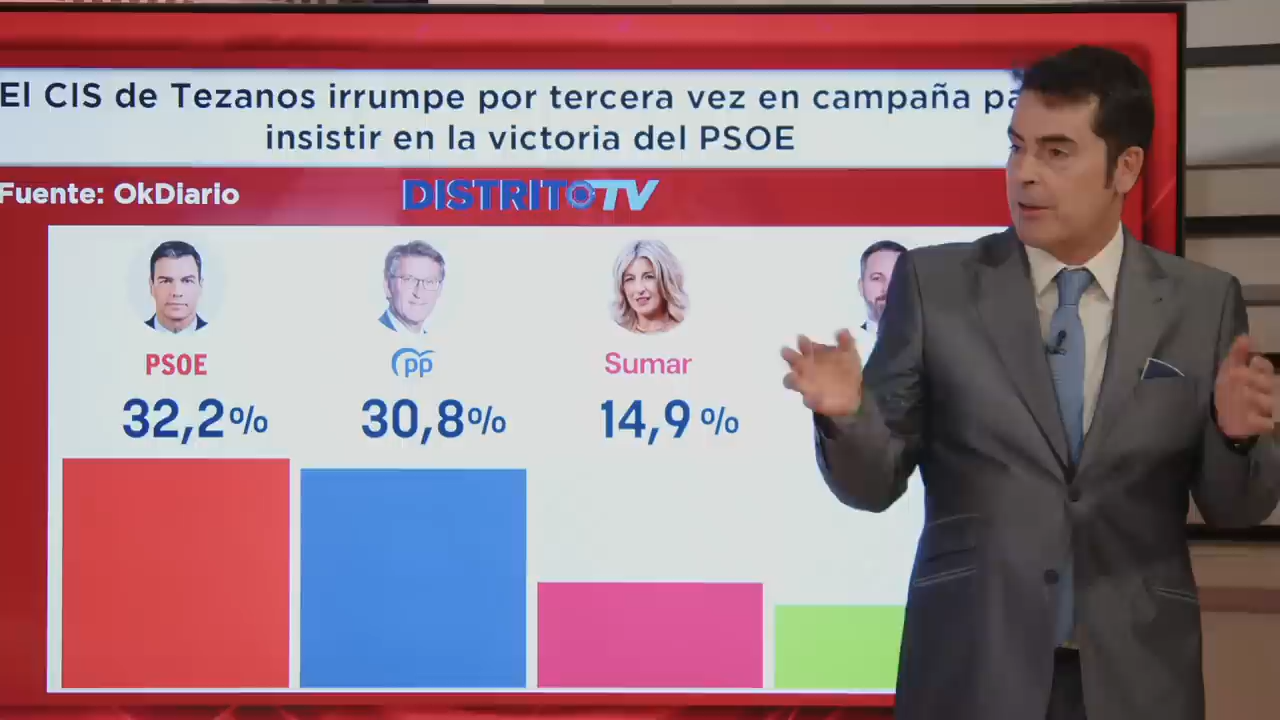 El CIS de Tezanos irrumpe por tercera vez en campaña
insistir en la victoria del PSOE
Fuente: OkDiario
DISTRITOTV
PSOE
pp
Sumar
32,2%
30,8%
14,9 %